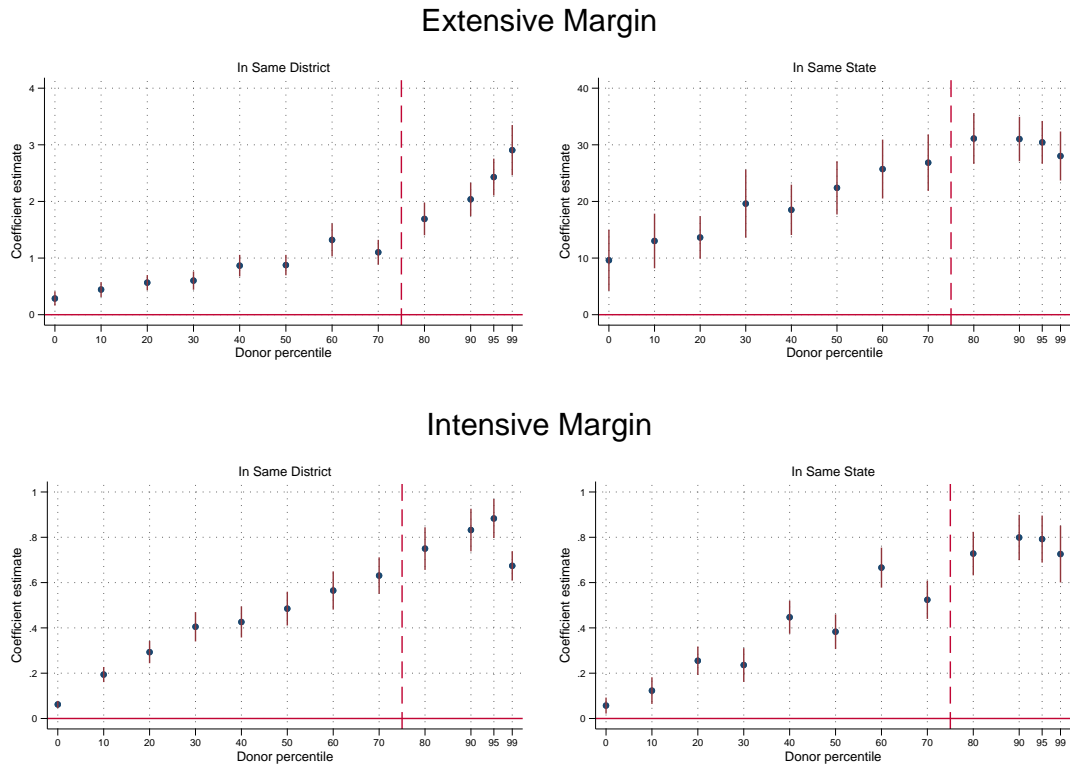 Extensive Margin
In Same District
Coefficient estimate
4
3
2
1
0
0 10 20 30 40 50 60 70 80 90 95 99
Donor percentile
In Same State
Coefficient estimate
40
30
20
10
0
0 10 20 30 40 50 60 70 80 90 95 99
Donor percentile
Intensive Margin
In Same District
Coefficient estimate
1
.8
.6
.4
.2
0
0 10 20 30 40 50 60 70 80 90 95 99
Donor percentile
In Same State
Coefficient estimate
1
.8
.6
.4
.2
0
0 10 20 30 40 50 60 70 80 90 95 99
Donor percentile